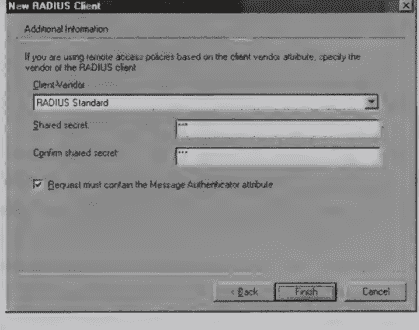 New RADIUS Client
Additional Information
If you are using remote access policies based on the client vendor attribute, specify the
vendor of the RADIUS client.
Client-Vendor
RADIUS Standard
Shared secret:
***
Confirm shared secret:
***
Request must contain the Message Authenticator attribute
< Back
Finish
Cancel